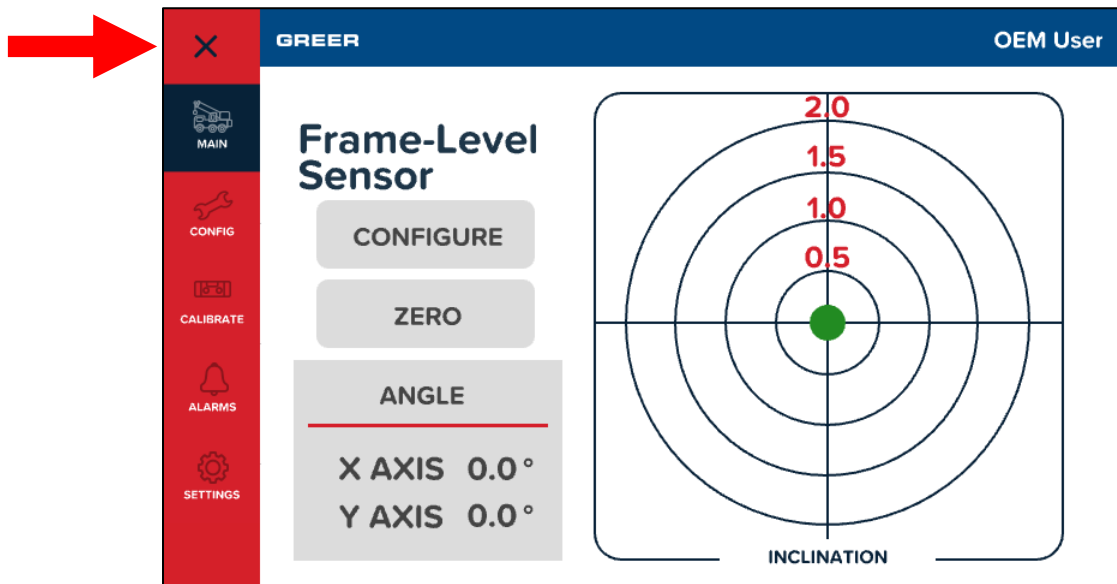 GREER
OEM User
MAIN
CONFIG
CALIBRATE
ALARMS
SETTINGS
Frame-Level
Sensor
CONFIGURE
ZERO
ANGLE
X AXIS 0.0°
Y AXIS 0.0°
2.0
1.5
1.0
0.5
INCLINATION